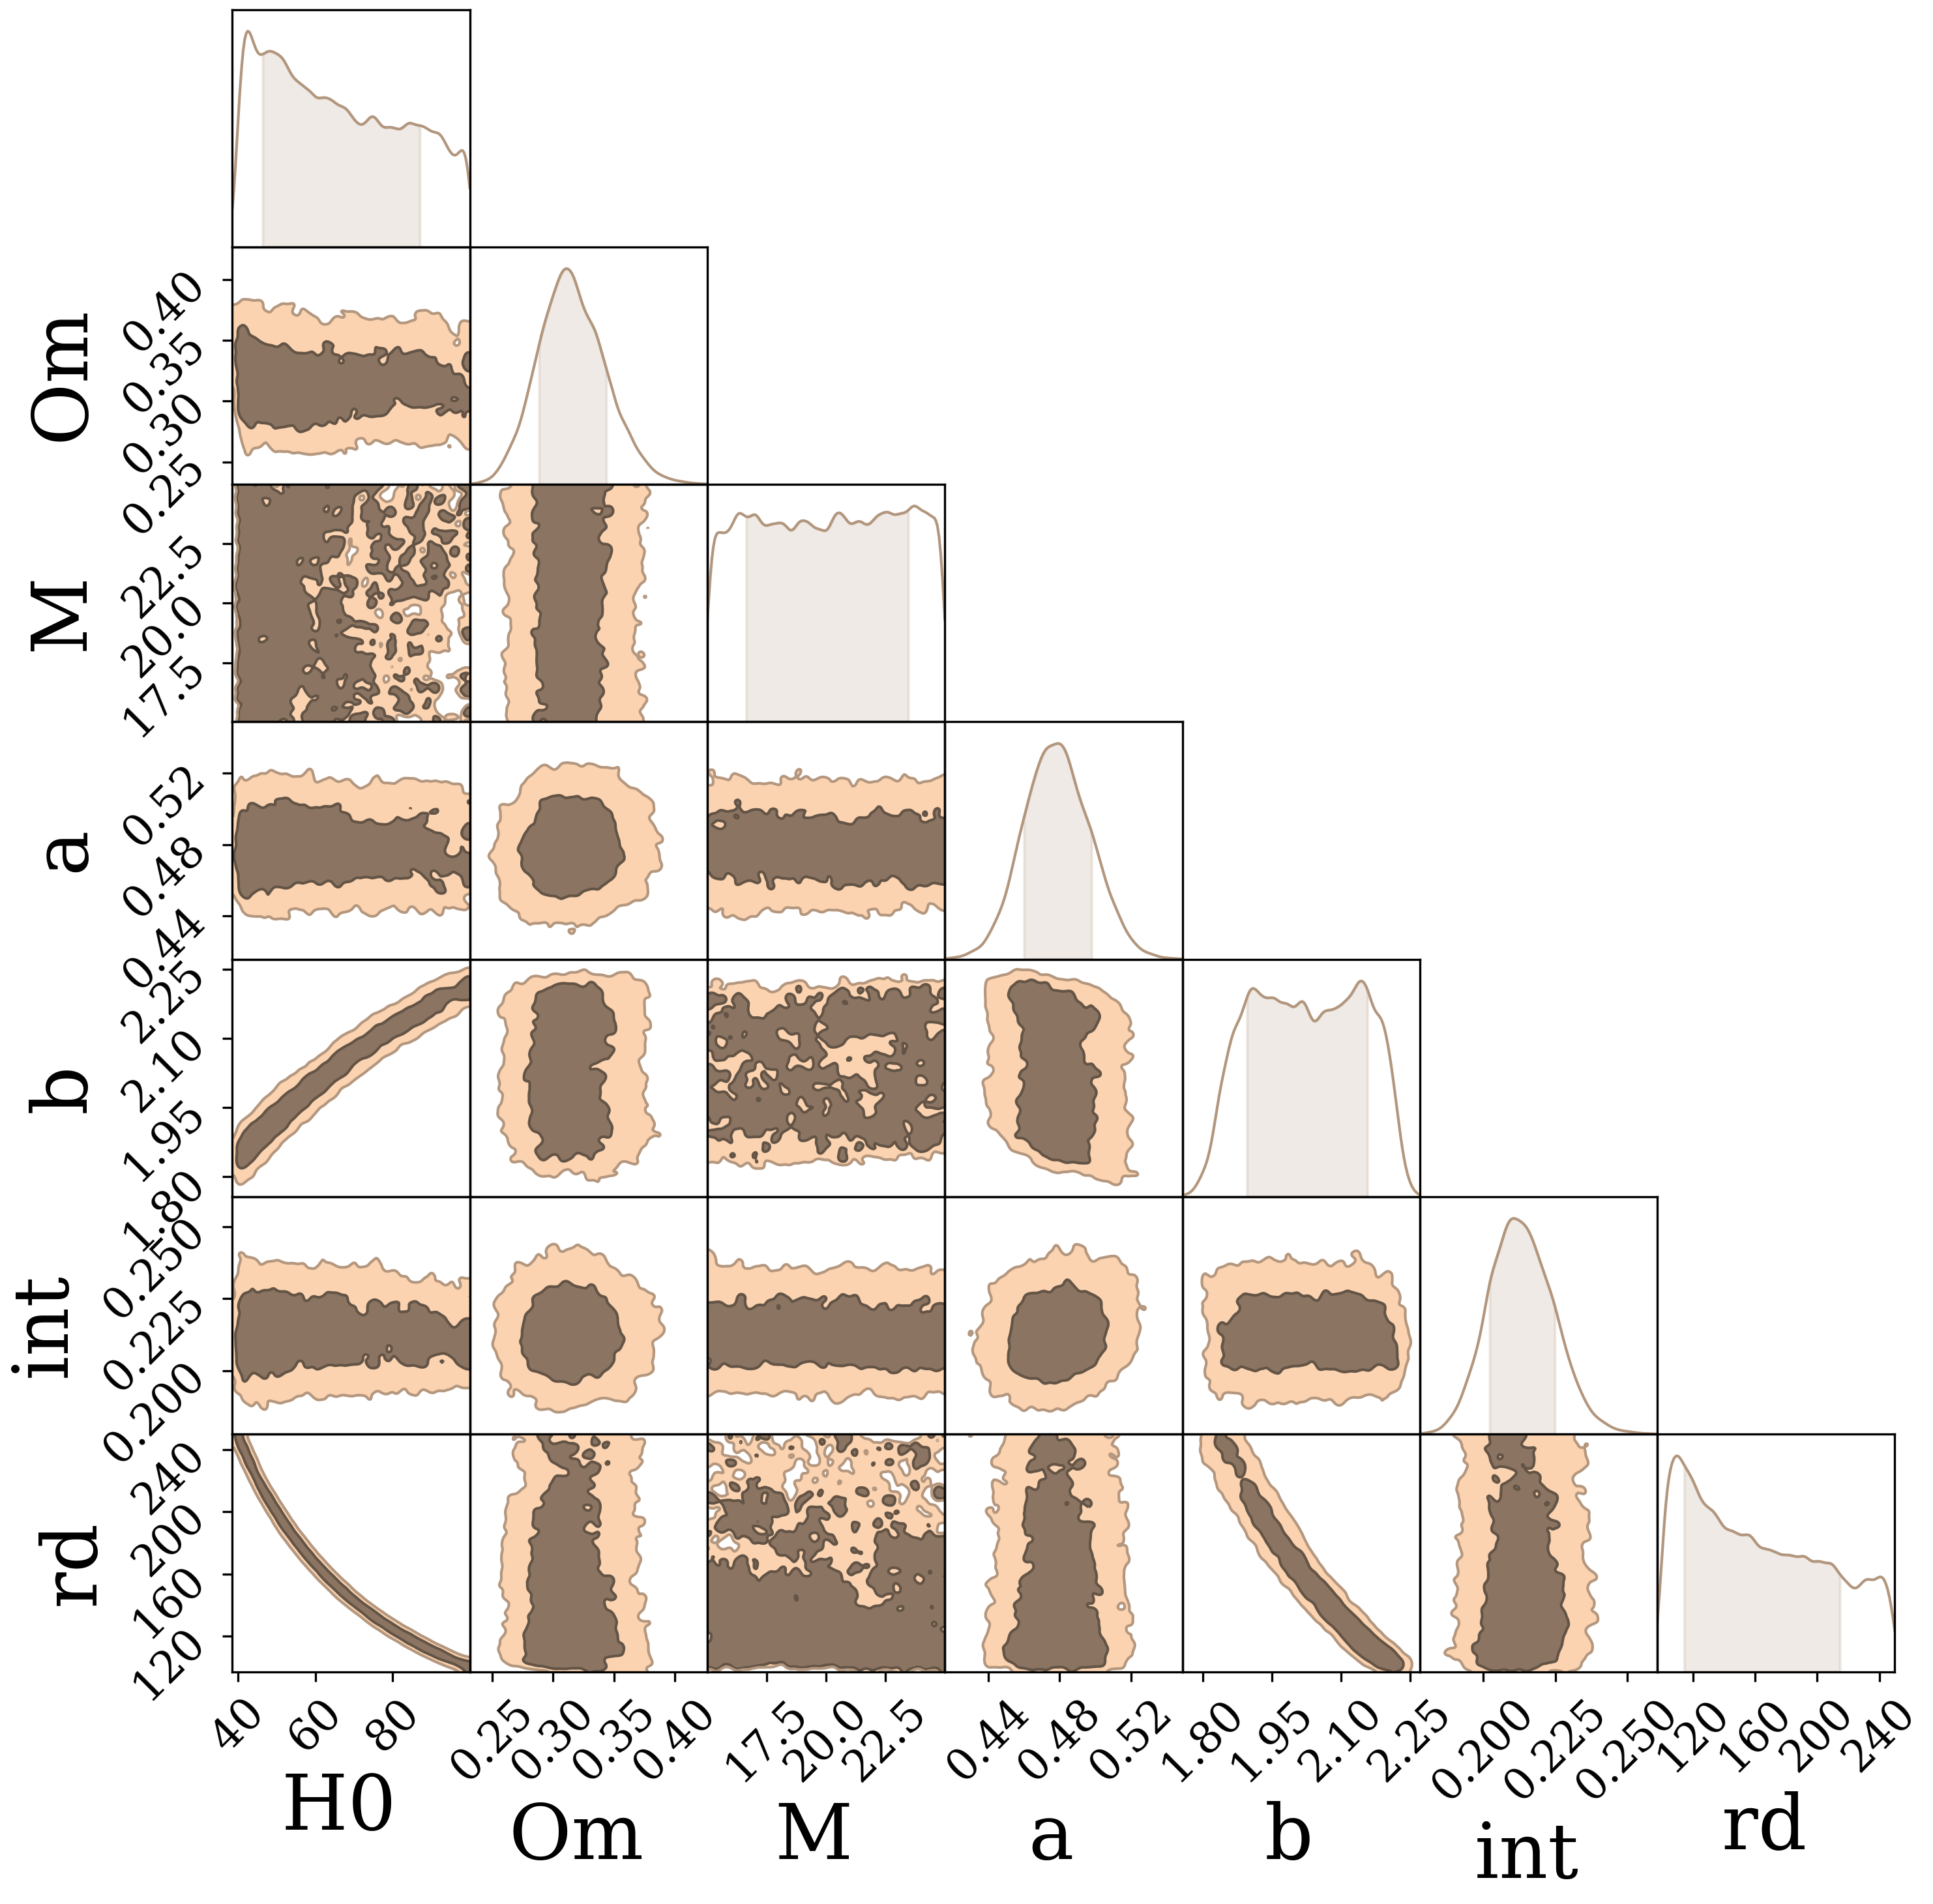 Om
0.40
0.35
0.30
0.25
M
22.5
20.0
17.5
a
0.52
0.48
0.44
b
2.25
2.10
1.95
1.80
int
0.250
0.225
0.200
rd
240
200
160
120
40 60 80
0.25 0.30 0.35 0.40
17.5 20.0 22.5
0.44 0.48 0.52
1.80 1.95 2.10 2.25
0.200 0.225 0.250
120 160 200 240
H0 Om M a b int rd